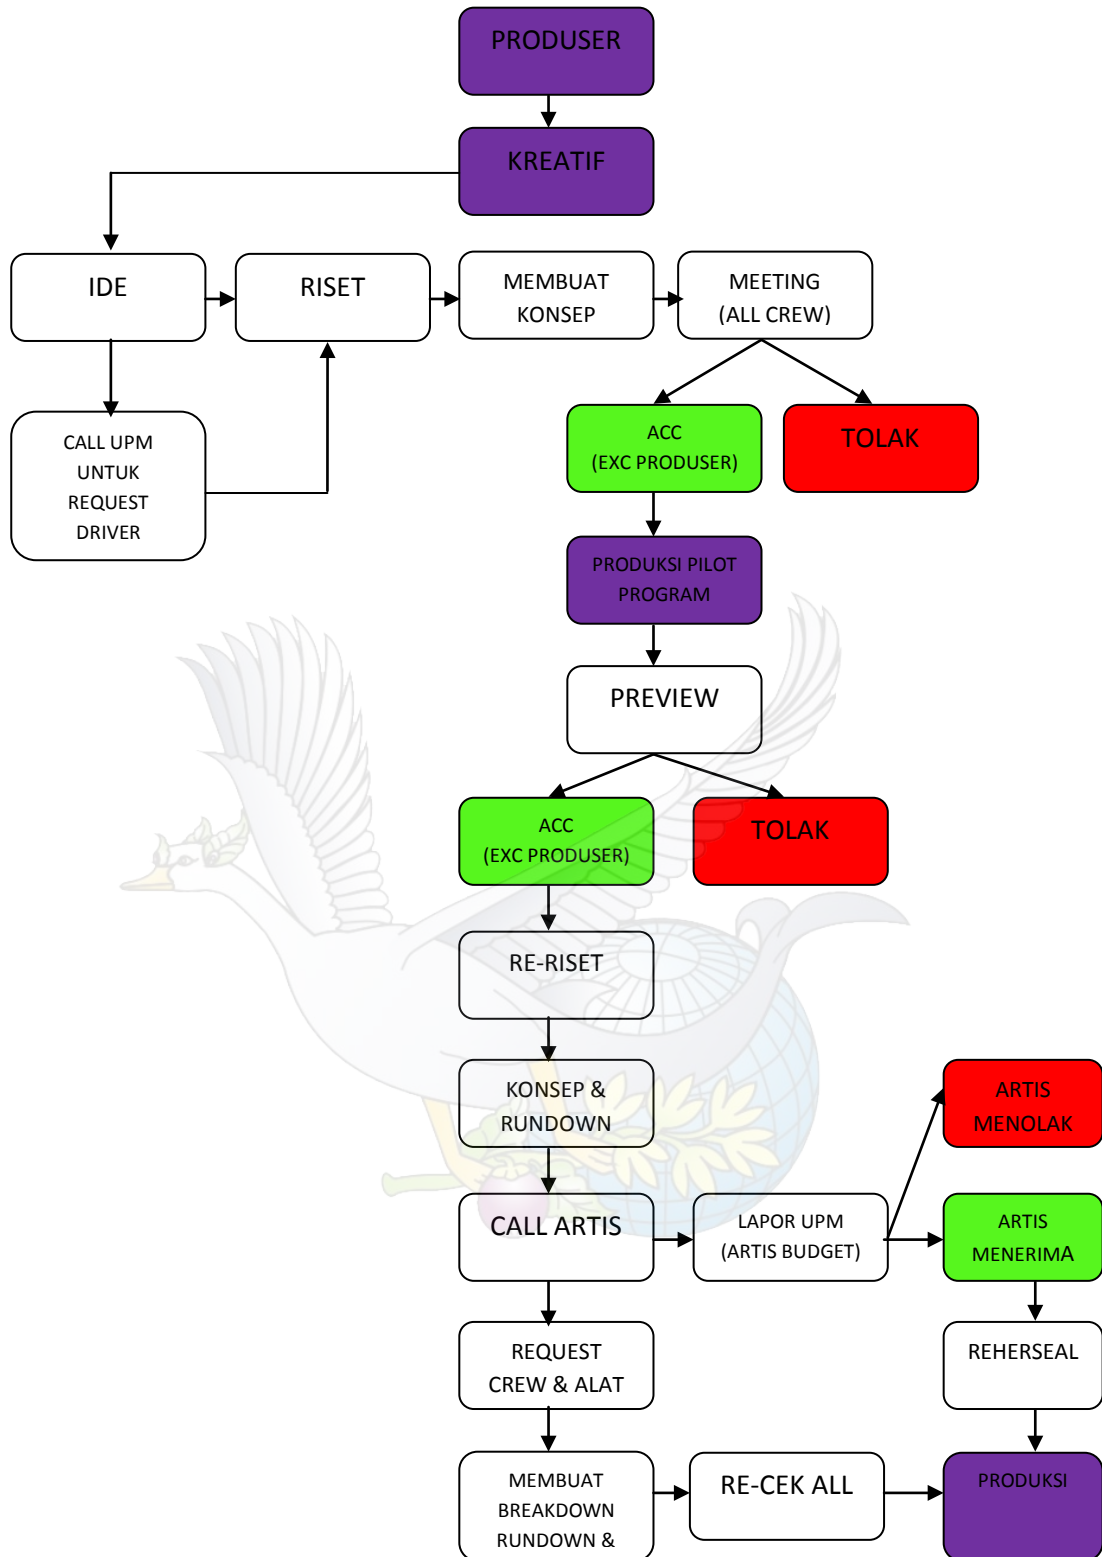 PRODUSER
KREATIF
IDE
RISET
MEMBUAT
KONSEP
MEETING
(ALL CREW)
CALL UPM
UNTUK
REQUEST
DRIVER
ACC
(EXC PRODUSER)
TOLAK
PRODUKSI PILOT
PROGRAM
PREVIEW
ACC
(EXC PRODUSER)
TOLAK
RE-RISET
KONSEP &
RUNDOWN
ARTIS
MENOLAK
CALL ARTIS
LAPOR UPM
(ARTIS BUDGET)
ARTIS
MENERIMA
REQUEST
CREW & ALAT
REHERSEAL
MEMBUAT
BREAKDOWN
RUNDOWN &
RE-CEK ALL
PRODUKSI